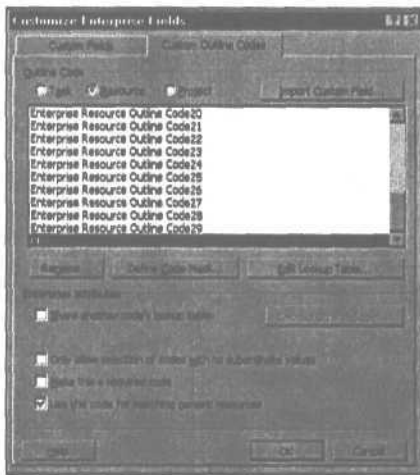 Customize Enterprise Fields
Custom Fields
Custom Outline Codes
Outline Code
Task
Resource
Project
Import Custom Field...
Enterprise Resource Outline Code20
Enterprise Resource Outline Code21
Enterprise Resource Outline Code22
Enterprise Resource Outline Code23
Enterprise Resource Outline Code24
Enterprise Resource Outline Code25
Enterprise Resource Outline Code26
Enterprise Resource Outline Code27
Enterprise Resource Outline Code28
Enterprise Resource Outline Code29
Rename...
Define Code Mask...
Edit Lookup Table...
Enterprise attributes
Share another code's lookup table
Only allow selection of codes with no subordinate values
Make this a required code
Use this code for matching generic resources
Help
OK
Cancel